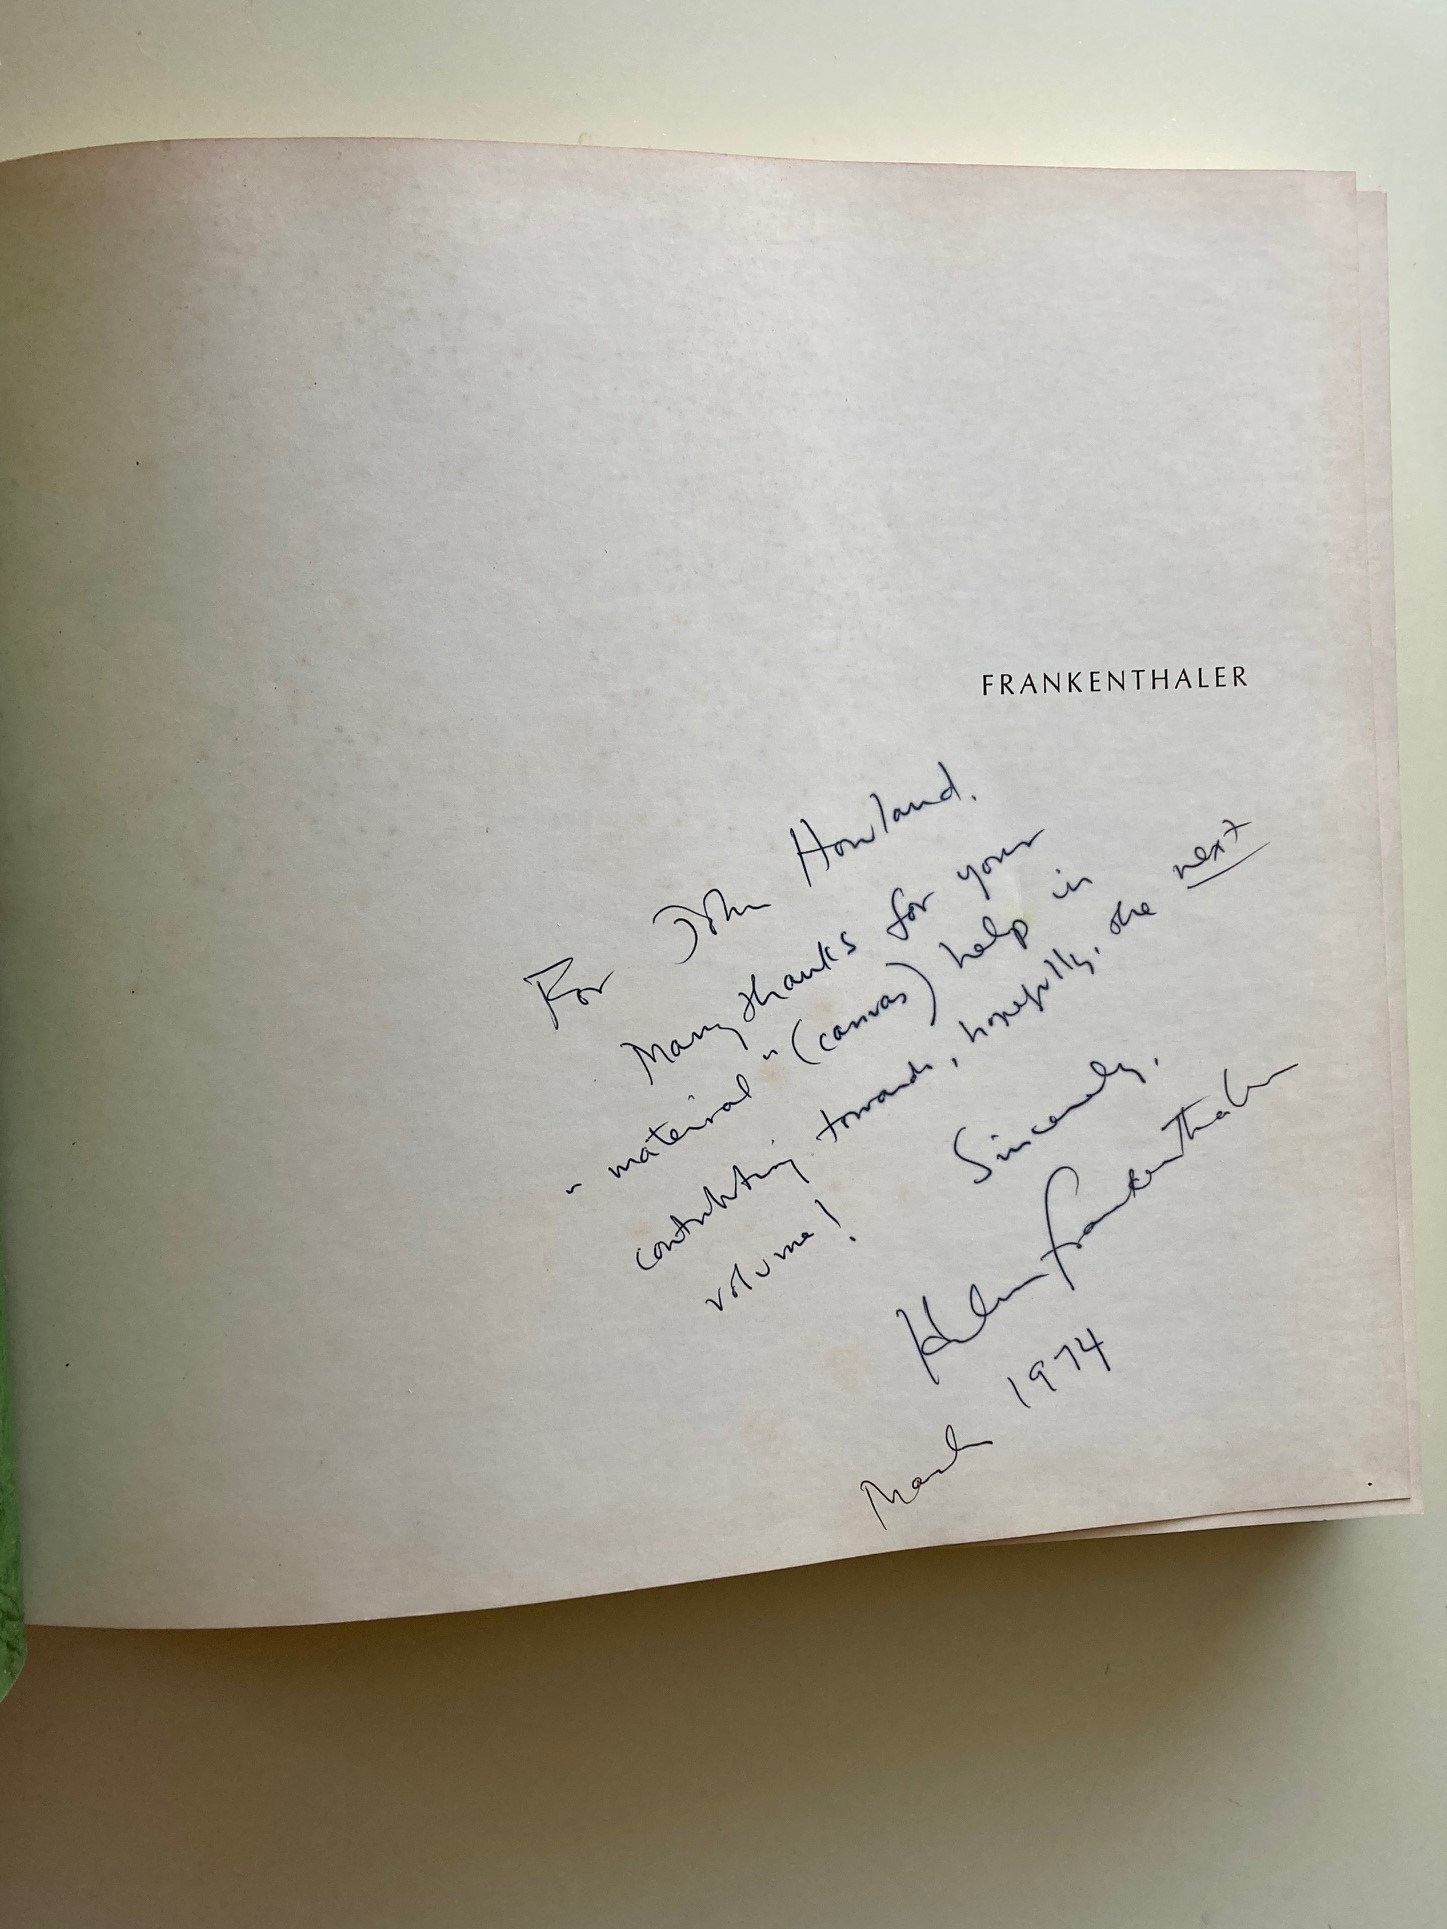 FRANKENTHALER
For John Howland.
Many thanks for your
"material" (canvas) help in
contributing towards, hopefully, the next
volume!
Sincerely,
Helen Frankenthaler
March 1974